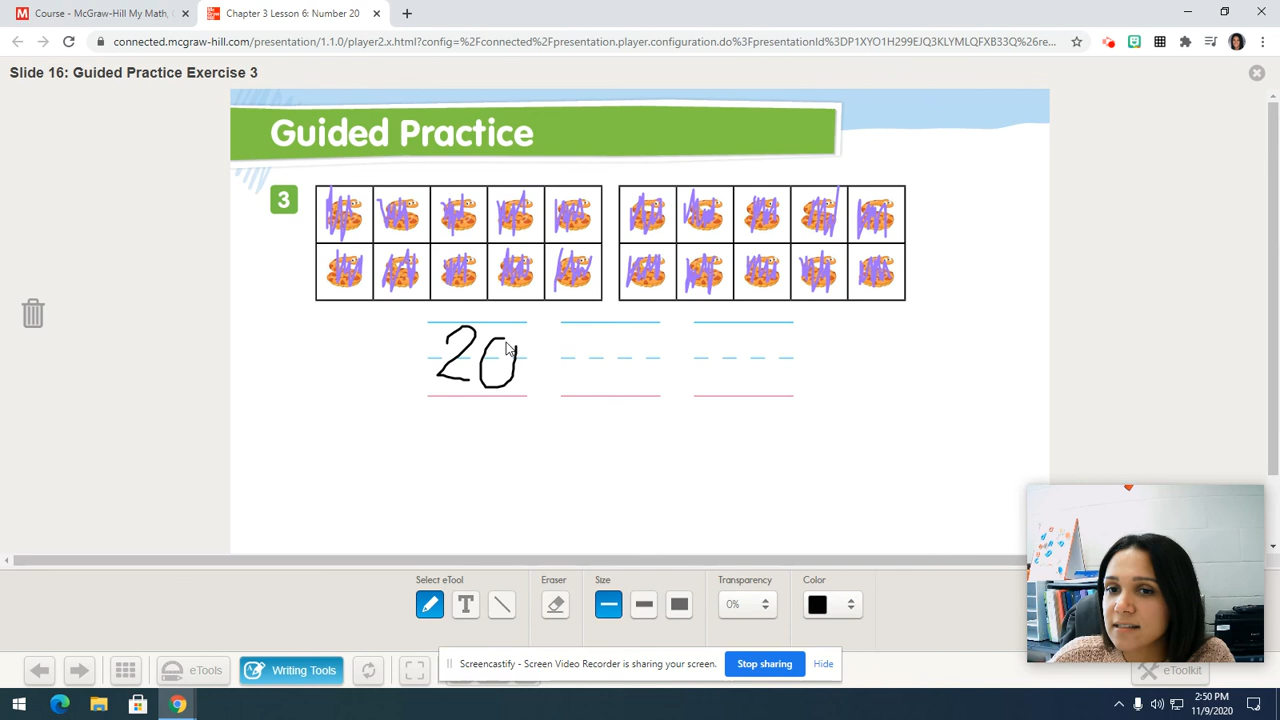 Course - McGraw-Hill My Math,
Chapter 3 Lesson 6: Number 20
connected.mcgraw-hill.com/presentation/1.1.0/player2.x.html?config=%2Fconnected%2Fpresentation.player.configuration.do%3FpresentationId%3DP1XYO1H299EJQ3KLYMLQFXB33Q%26re...
Slide 16: Guided Practice Exercise 3
Guided Practice
3
20
Select eTool
Eraser
Size
Transparency
Color
T
0%
eTools
Writing Tools
Screencastify - Screen Video Recorder is sharing your screen.
Stop sharing
Hide
eToolkit
2:50 PM
11/9/2020